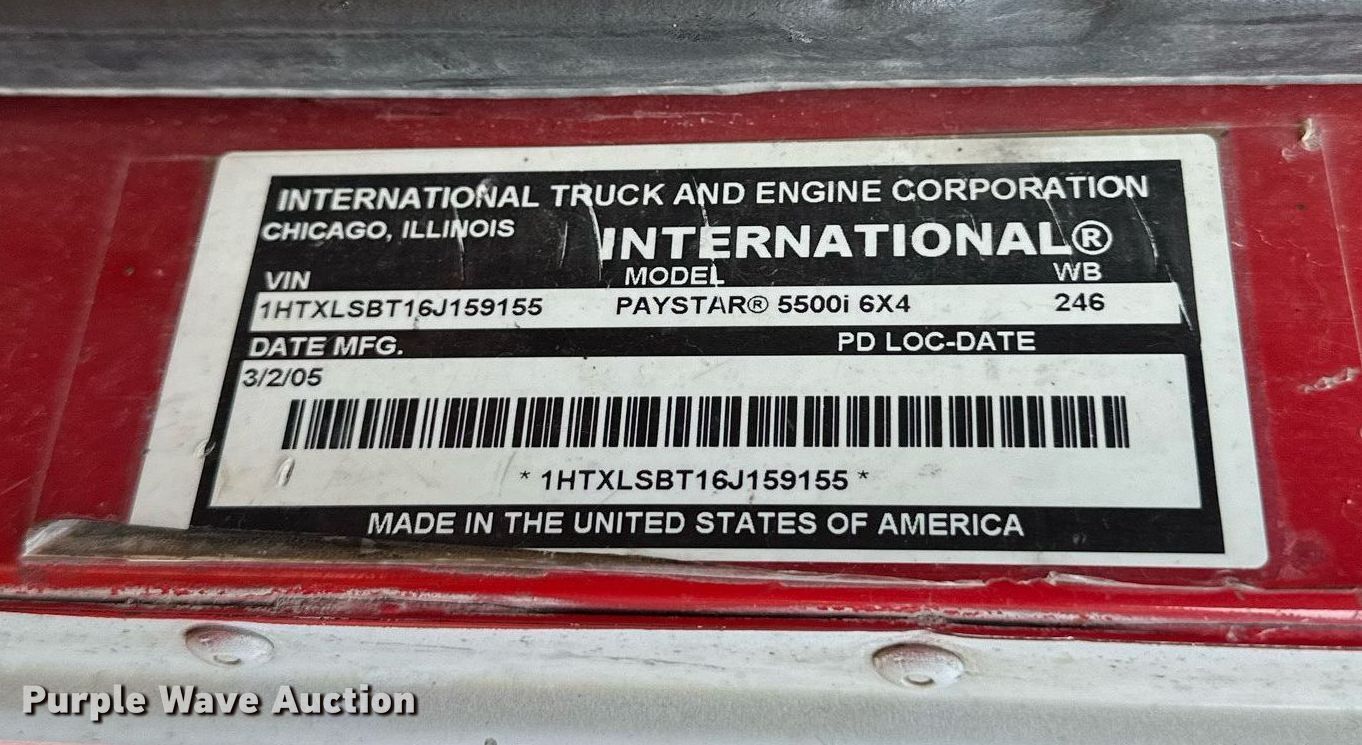 INTERNATIONAL TRUCK AND ENGINE CORPORATION
CHICAGO, ILLINOIS
INTERNATIONAL®
VIN MODEL WB
1HTXLSBT16J159155 PAYSTAR® 5500i 6X4 246
DATE MFG. PD LOC-DATE
3/2/05
* 1HTXLSBT16J159155 *
MADE IN THE UNITED STATES OF AMERICA
Purple Wave Auction